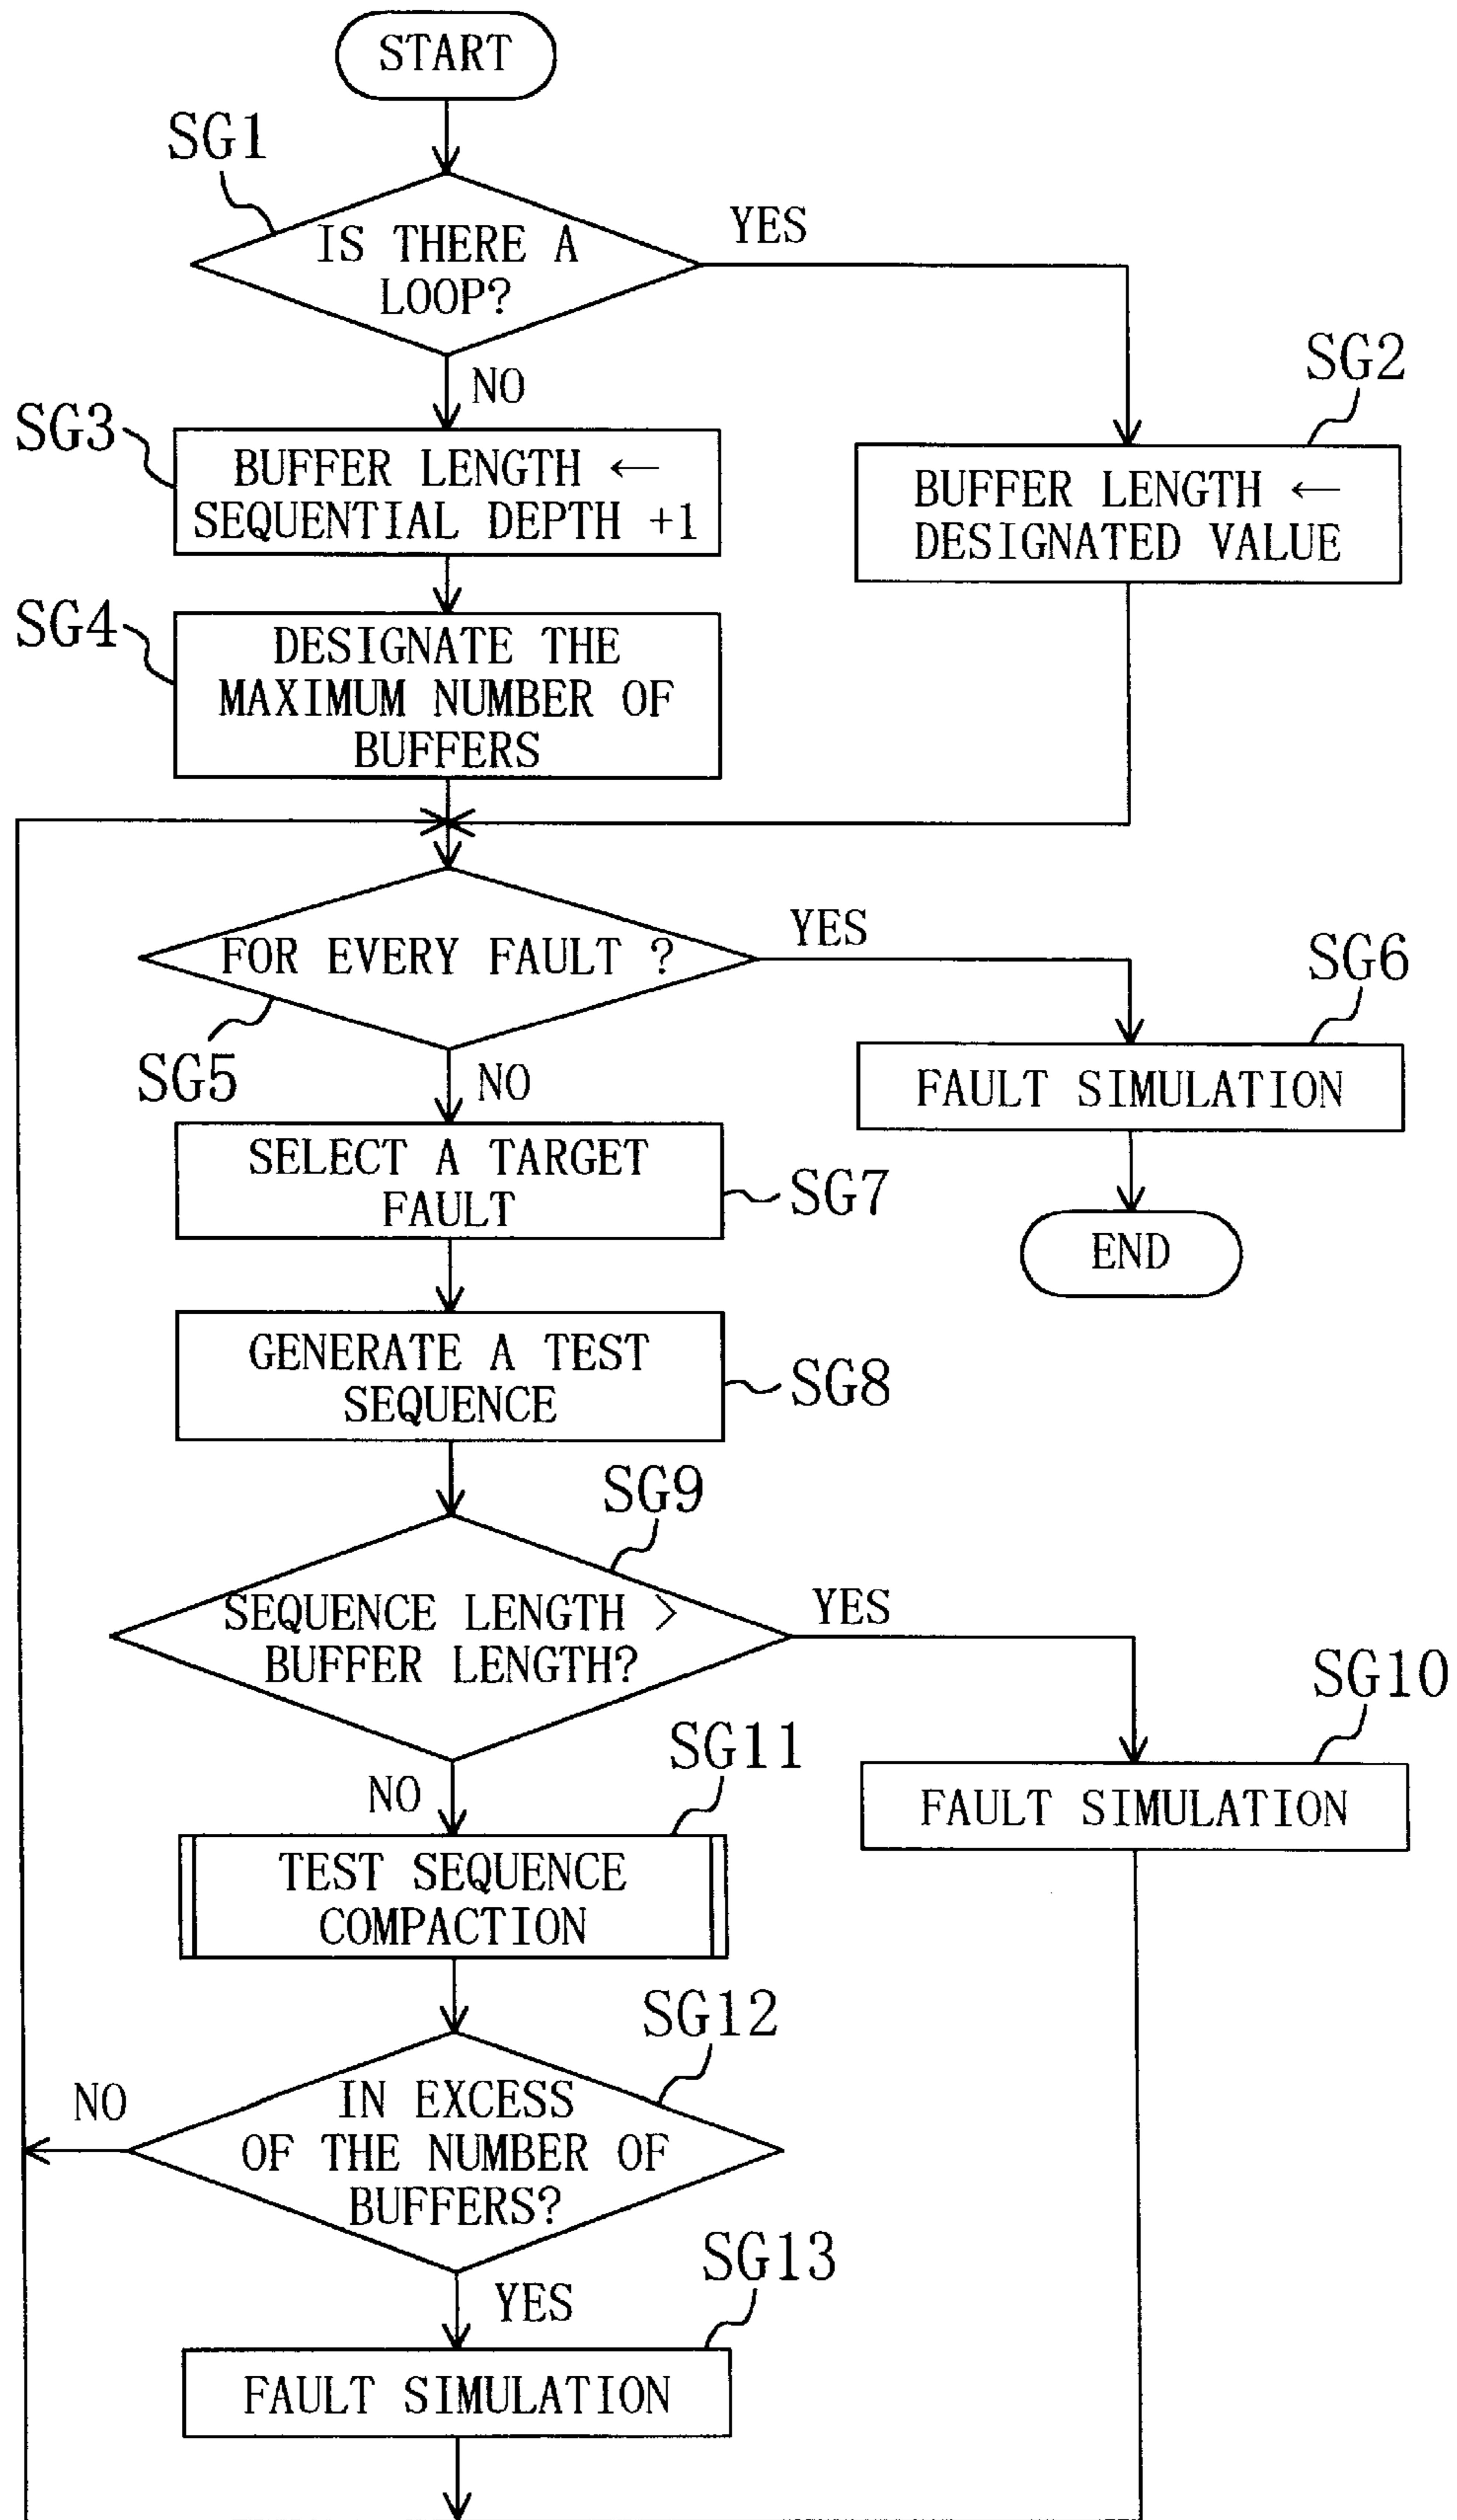 START
SG1
IS THERE A
LOOP?
YES
NO
SG2
SG3
BUFFER LENGTH ←
SEQUENTIAL DEPTH +1
BUFFER LENGTH ←
DESIGNATED VALUE
SG4
DESIGNATE THE
MAXIMUM NUMBER OF
BUFFERS
FOR EVERY FAULT ?
YES
SG5
NO
SG6
FAULT SIMULATION
SELECT A TARGET
FAULT
SG7
END
GENERATE A TEST
SEQUENCE
SG8
SG9
SEQUENCE LENGTH >
BUFFER LENGTH?
YES
SG10
FAULT SIMULATION
NO
SG11
TEST SEQUENCE
COMPACTION
SG12
IN EXCESS
OF THE NUMBER OF
BUFFERS?
NO
YES
SG13
FAULT SIMULATION